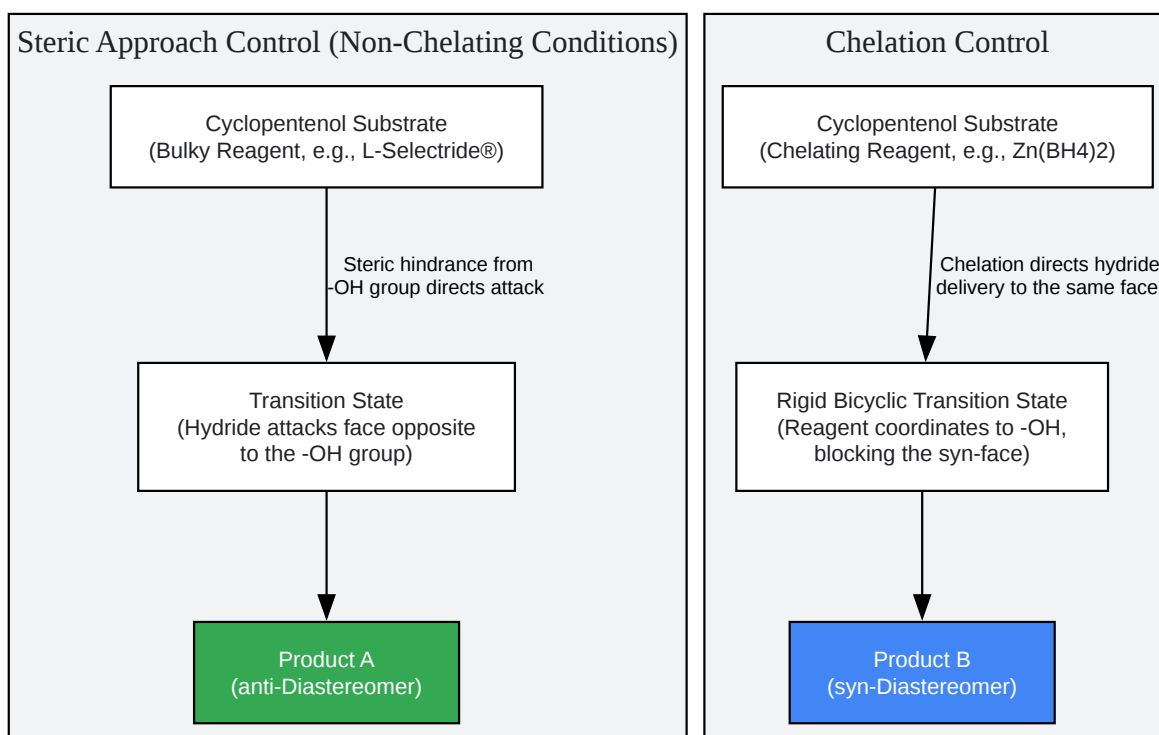 Steric Approach Control (Non-Chelating Conditions)
Cyclopentenol Substrate
(Bulky Reagent, e.g., L-Selectride®)
Steric hindrance from
-OH group directs attack
Transition State
(Hydride attacks face opposite
to the -OH group)
Product A
(anti-Diastereomer)
Chelation Control
Cyclopentenol Substrate
(Chelating Reagent, e.g., Zn(BH4)2)
Chelation directs hydride
delivery to the same face
Rigid Bicyclic Transition State
(Reagent coordinates to -OH,
blocking the syn-face)
Product B
(syn-Diastereomer)